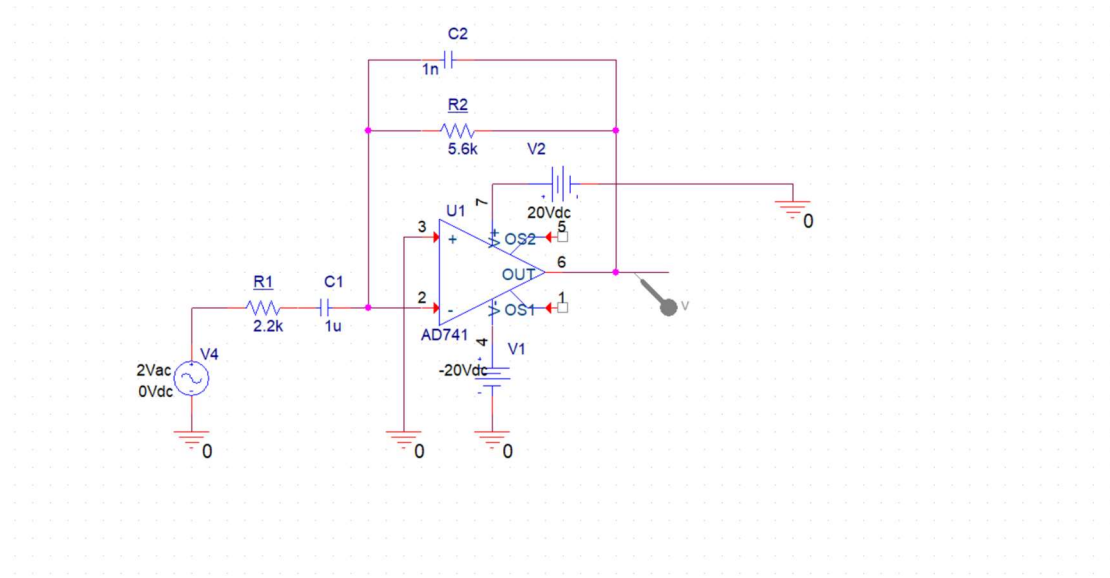 C2
1n
R2
5.6k
V2
20Vdc
7
U1
3
+
V+
OS2
5
OUT
6
V
R1
2.2k
C1
1u
2
-
V-
OS1
1
AD741
4
V1
-20Vdc
V4
2Vac
0Vdc
0
0
0
0